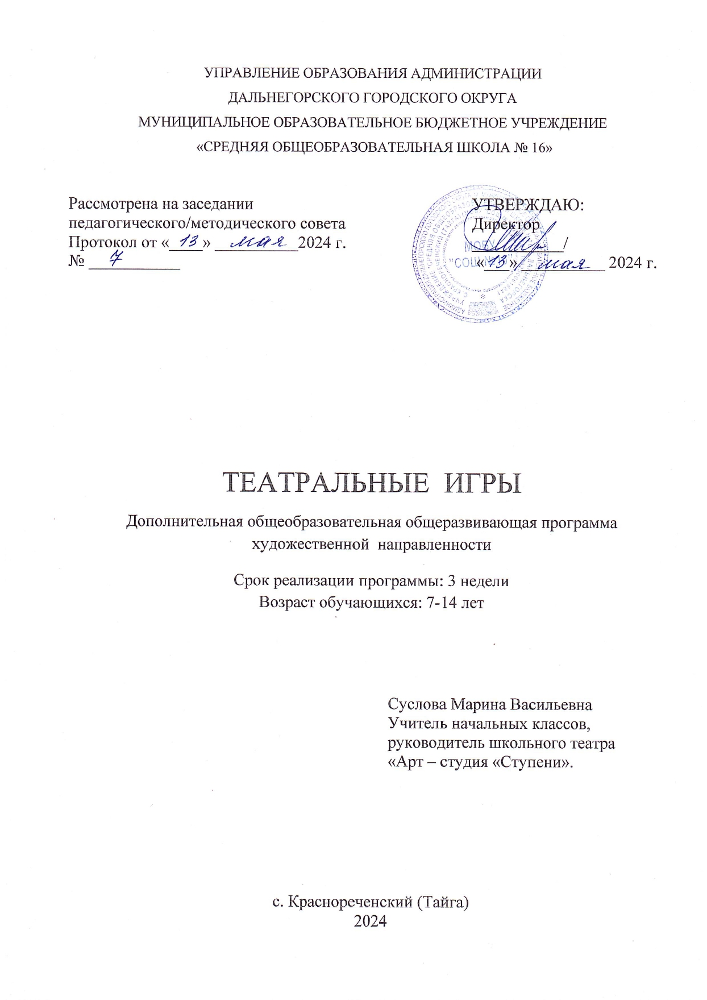 УПРАВЛЕНИЕ ОБРАЗОВАНИЯ АДМИНИСТРАЦИИ
ДАЛЬНЕГОРСКОГО ГОРОДСКОГО ОКРУГА
МУНИЦИПАЛЬНОЕ ОБРАЗОВАТЕЛЬНОЕ БЮДЖЕТНОЕ УЧРЕЖДЕНИЕ
«СРЕДНЯЯ ОБЩЕОБРАЗОВАТЕЛЬНАЯ ШКОЛА № 16»
Рассмотрена на заседании
педагогического/методического совета
Протокол от «13» мая 2024 г.
№ 7
УТВЕРЖДАЮ:
Директор
/
«13» мая 2024 г.
МОБУ
"СОШ №16"
ТЕАТРАЛЬНЫЕ ИГРЫ
Дополнительная общеобразовательная общеразвивающая программа
художественной направленности
Срок реализации программы: 3 недели
Возраст обучающихся: 7-14 лет
Суслова Марина Васильевна
Учитель начальных классов,
руководитель школьного театра
«Арт – студия «Ступени».
с. Краснореченский (Тайга)
2024